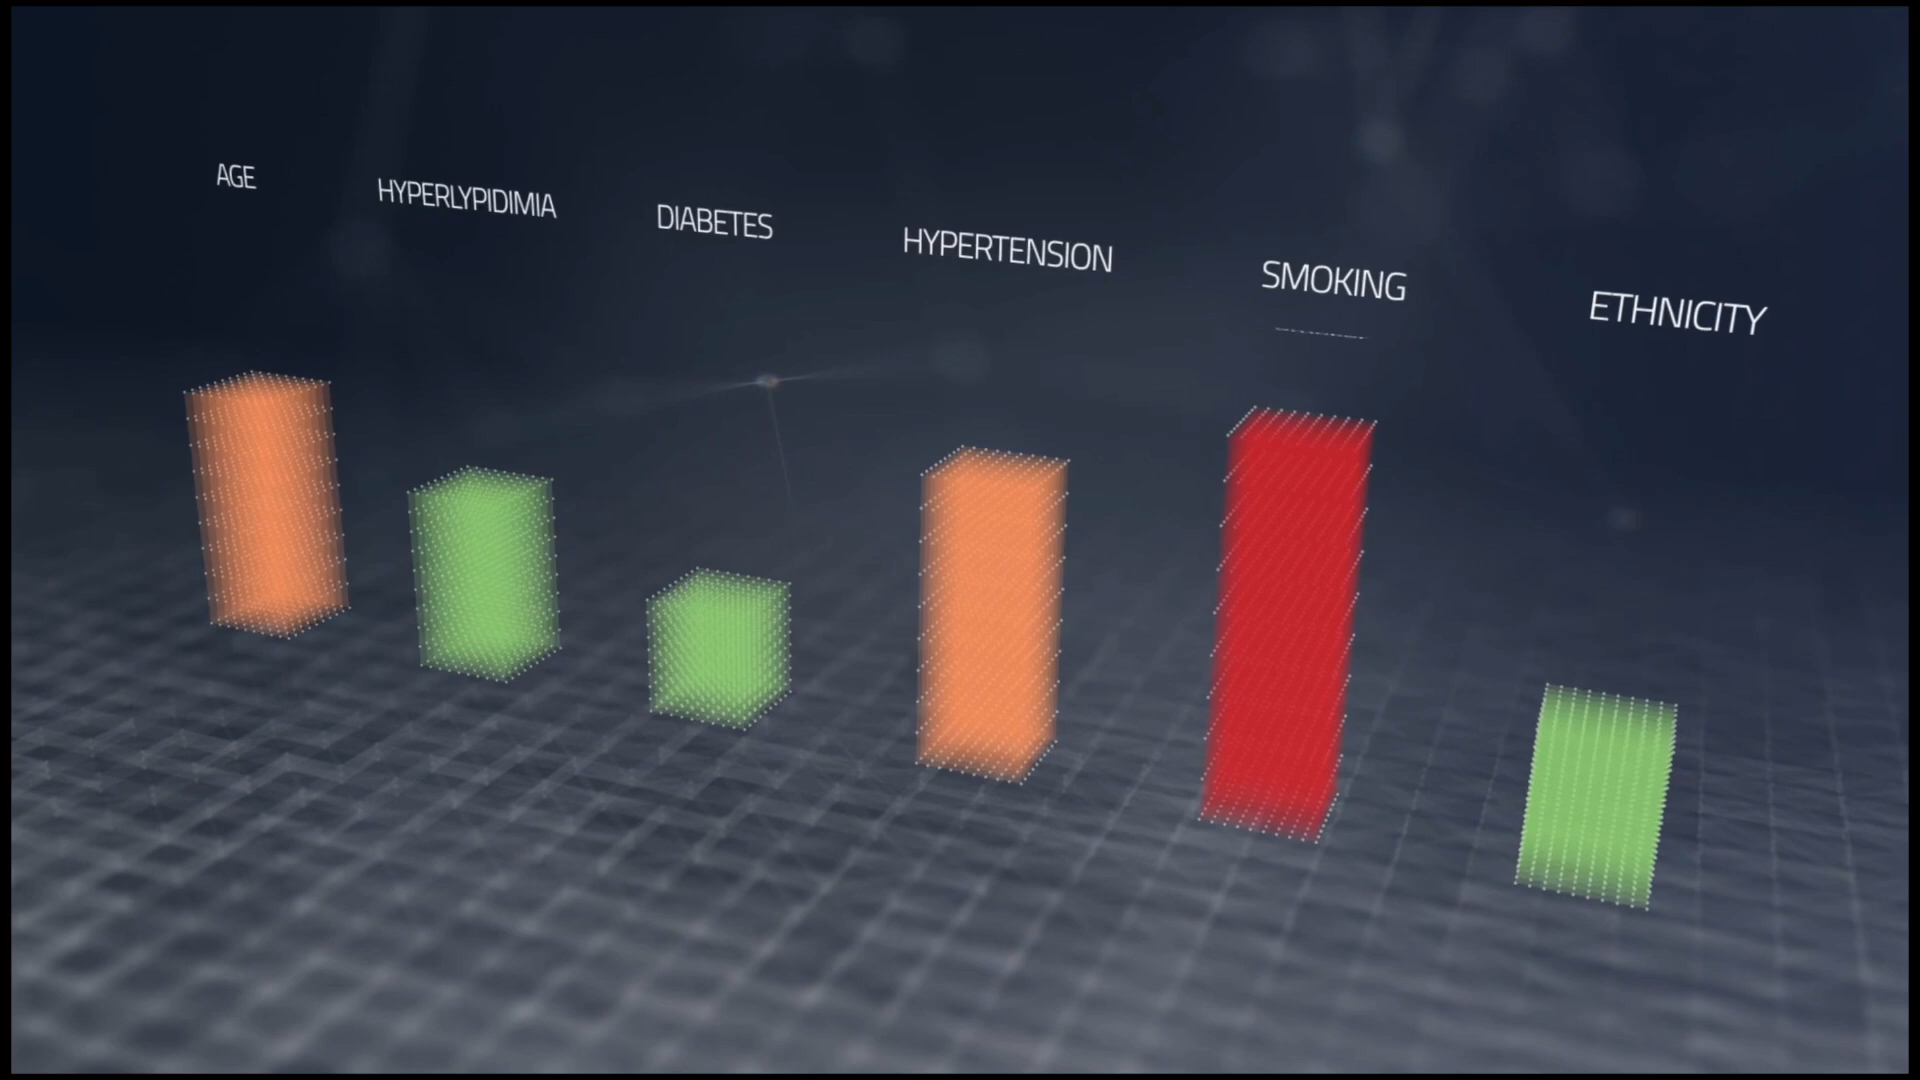 AGE
HYPERLYPIDIMIA
DIABETES
HYPERTENSION
SMOKING
ETHNICITY